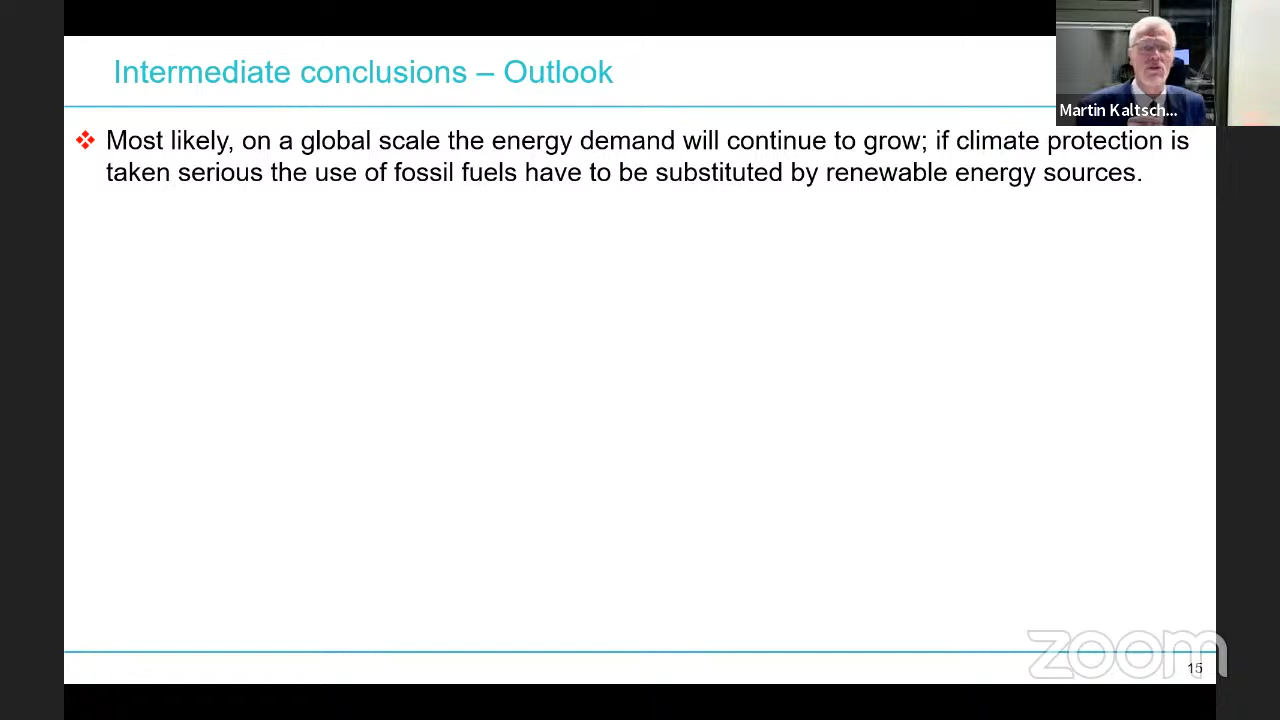 Intermediate conclusions – Outlook
Martin Kaltsch...
❖ Most likely, on a global scale the energy demand will continue to grow; if climate protection is
taken serious the use of fossil fuels have to be substituted by renewable energy sources.
zoom
15